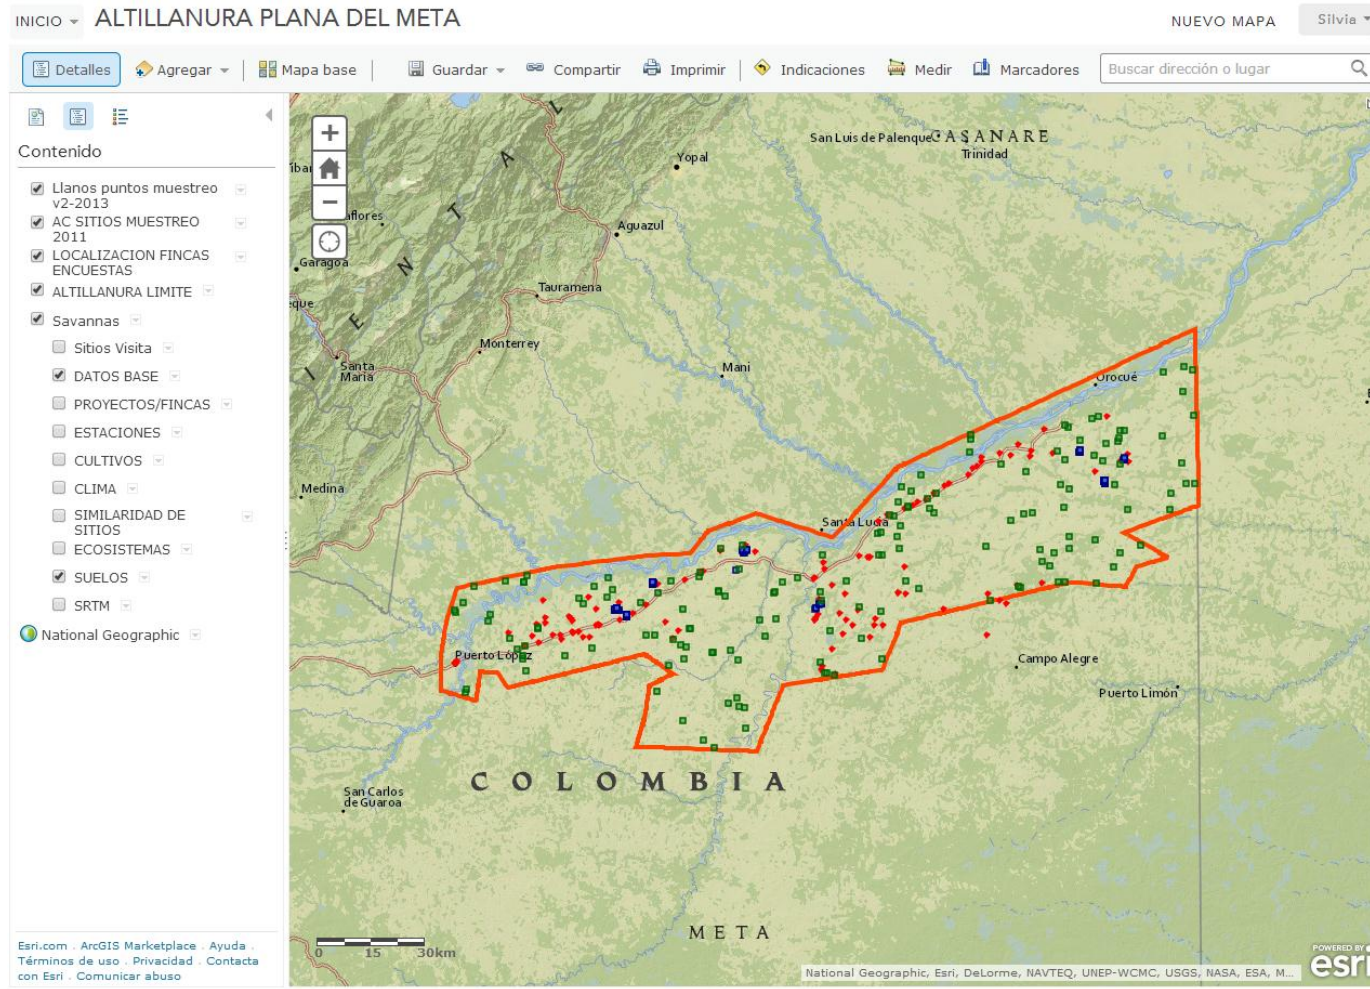 INICIO ALTILLANURA PLANA DEL META NUEVO MAPA Silvia
Detalles Agregar Mapa base Guardar Compartir Imprimir Indicaciones Medir Marcadores Buscar dirección o lugar
Contenido
Llanos puntos muestreo
v2-2013
AC SITIOS MUESTREO
2011
LOCALIZACION FINCAS
ENCUESTAS
ALTILLANURA LIMITE
Savannas
Sitios Visita
DATOS BASE
PROYECTOS/FINCAS
ESTACIONES
CULTIVOS
CLIMA
SIMILARIDAD DE
SITIOS
ECOSISTEMAS
SUELOS
SRTM
National Geographic
Esri.com . ArcGIS Marketplace . Ayuda .
Términos de uso . Privacidad . Contacta
con Esri . Comunicar abuso
San Luis de Palenque CASANARE
Trinidad
Yopal
aflores
Aguazul
Garagoa
I E N T A L
Tauramena
Monterrey
Santa
Maria
Mani
Orocué
Medina
Santa Lucía
Puerto López
Campo Alegre
Puerto Limón
COLOMBIA
San Carlos
de Guaroa
META
0 15 30km
National Geographic, Esri, DeLorme, NAVTEQ, UNEP-WCMC, USGS, NASA, ESA, M...
POWERED BY
esri